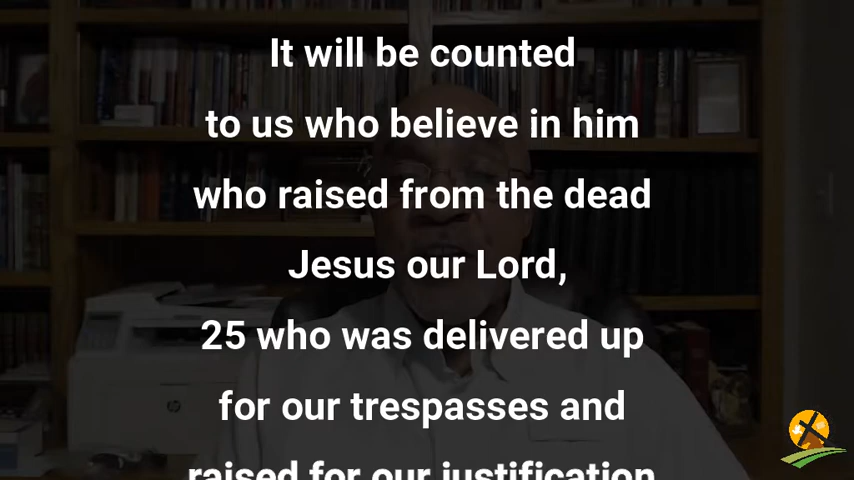 It will be counted
to us who believe in him
who raised from the dead
Jesus our Lord,
25 who was delivered up
for our trespasses and
raised for our justification